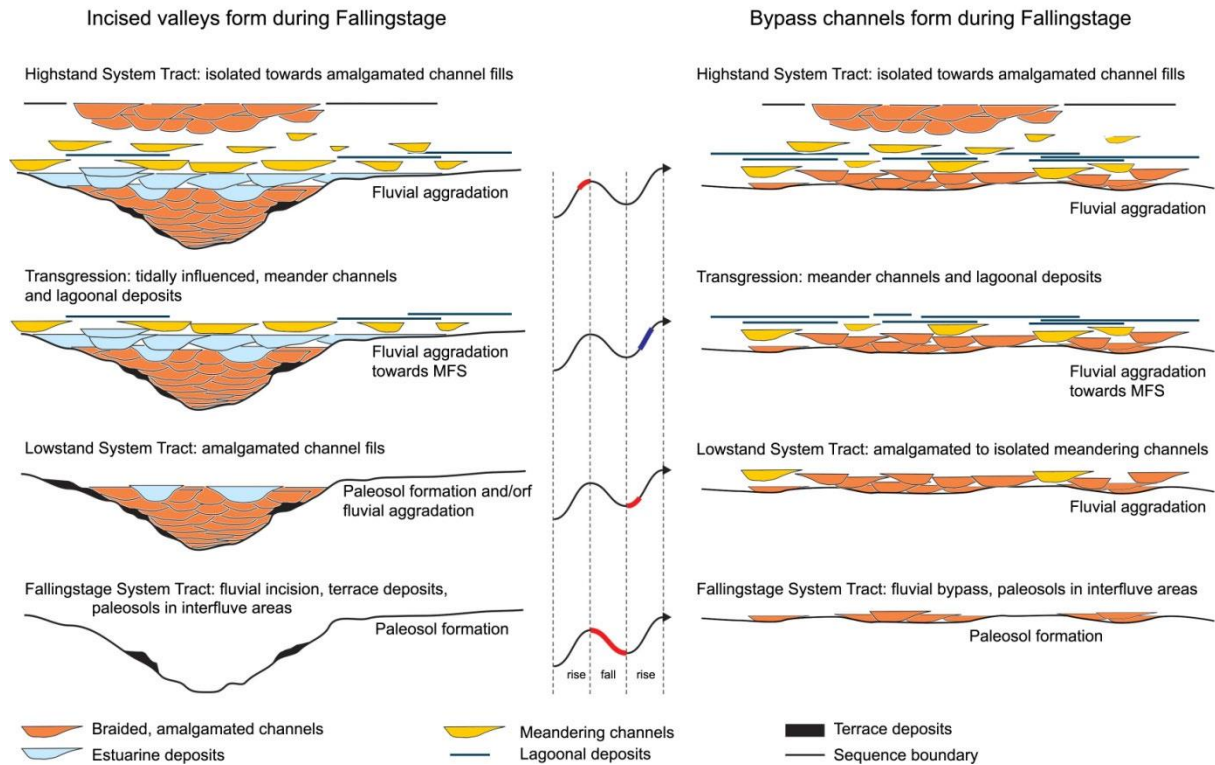 Incised valleys form during Fallingstage
Highstand System Tract: isolated towards amalgamated channel fills
Fluvial aggradation
Transgression: tidally influenced, meander channels
and lagoonal deposits
Fluvial aggradation
towards MFS
Lowstand System Tract: amalgamated channel fils
Paleosol formation and/orf
fluvial aggradation
Fallingstage System Tract: fluvial incision, terrace deposits,
paleosols in interfluve areas
Paleosol formation
rise
fall
rise
Bypass channels form during Fallingstage
Highstand System Tract: isolated towards amalgamated channel fills
Fluvial aggradation
Transgression: meander channels and lagoonal deposits
Fluvial aggradation
towards MFS
Lowstand System Tract: amalgamated to isolated meandering channels
Fluvial aggradation
Fallingstage System Tract: fluvial bypass, paleosols in interfluve areas
Paleosol formation
Braided, amalgamated channels
Estuarine deposits
Meandering channels
Lagoonal deposits
Terrace deposits
Sequence boundary